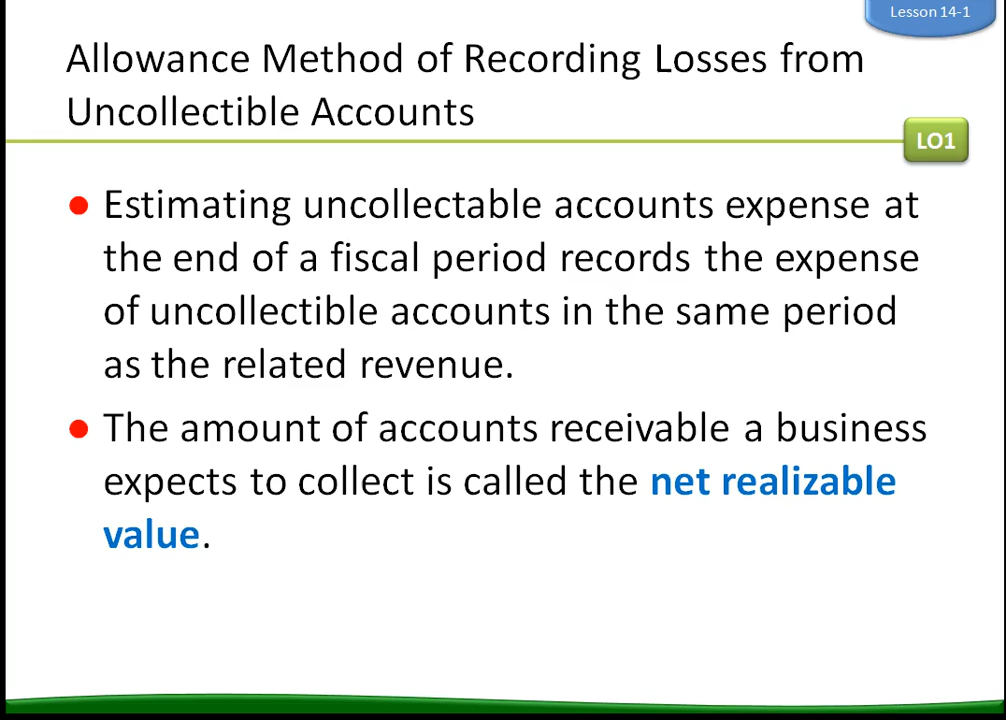 Lesson 14-1
Allowance Method of Recording Losses from
Uncollectible Accounts
LO1
● Estimating uncollectable accounts expense at
the end of a fiscal period records the expense
of uncollectible accounts in the same period
as the related revenue.
● The amount of accounts receivable a business
expects to collect is called the net realizable
value.